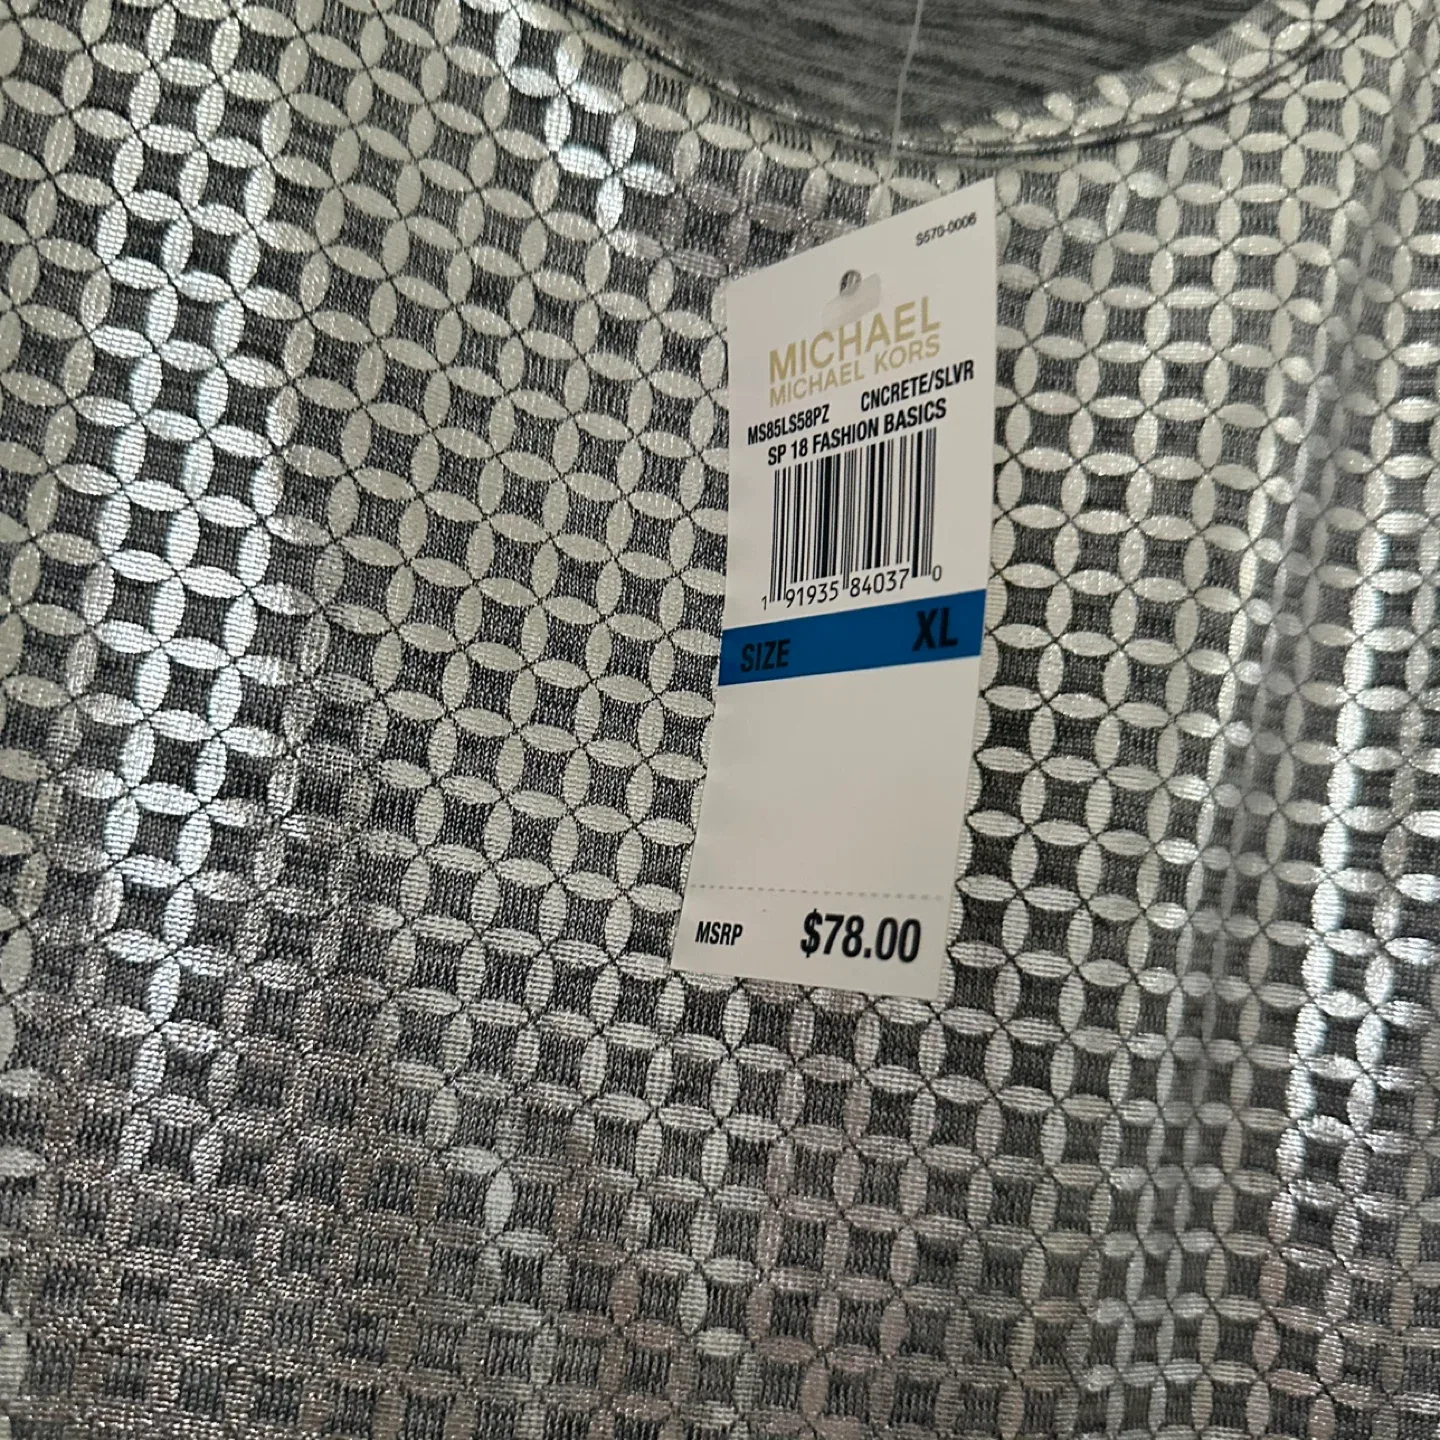 S570-0006
MICHAEL
MICHAEL KORS
MS85LS58PZ CNCRETE/SLVR
SP 18 FASHION BASICS
1 91935 84037 0
SIZE XL
MSRP $78.00